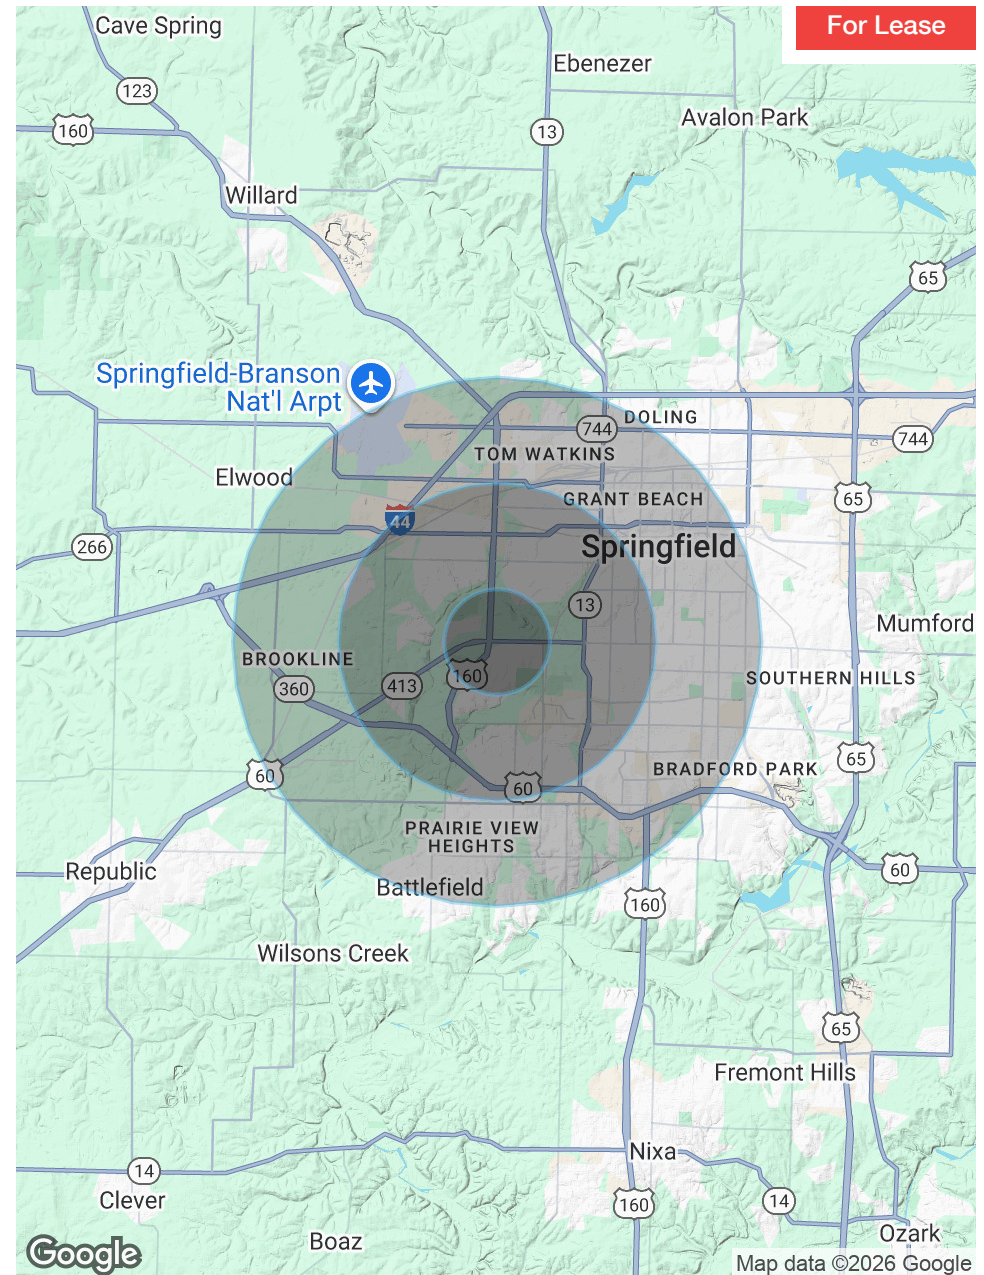 For Lease
Cave Spring
Ebenezer
123
Avalon Park
160
13
Willard
65
Springfield-Branson
Nat'l Arpt
DOLING
744
744
TOM WATKINS
Elwood
GRANT BEACH
65
44
266
Springfield
13
Mumford
BROOKLINE
160
SOUTHERN HILLS
413
360
65
BRADFORD PARK
60
60
PRAIRIE VIEW
HEIGHTS
Republic
60
Battlefield
160
Wilsons Creek
65
Fremont Hills
Nixa
14
Clever
160
14
Boaz
Ozark
Google
Map data ©2026 Google